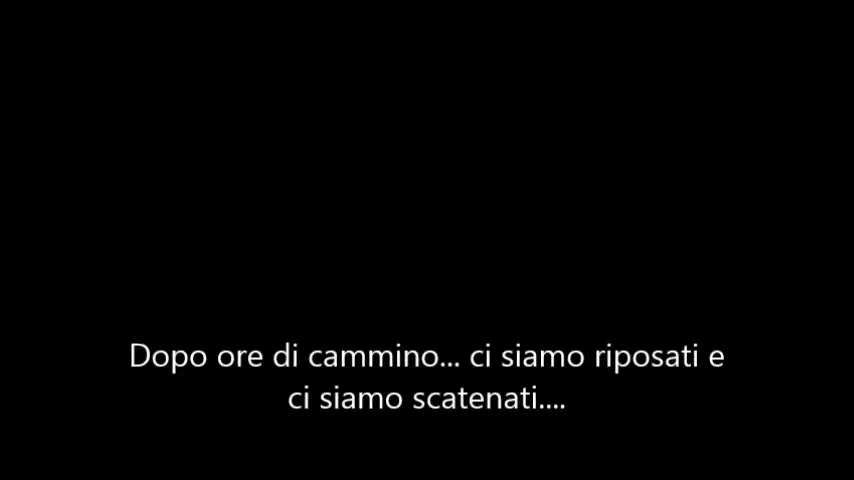 Dopo ore di cammino... ci siamo riposati e
ci siamo scatenati....